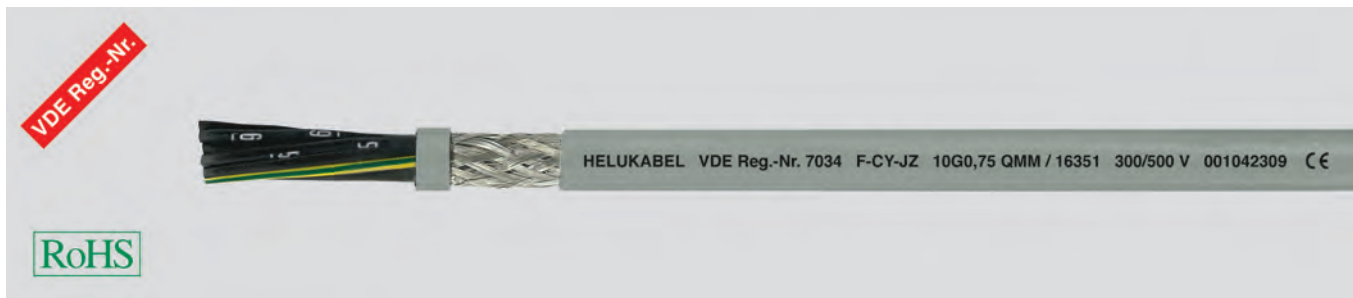 VDE Reg.-Nr.
HELUKABEL VDE Reg.-Nr. 7034 F-CY-JZ 10G0,75 QMM / 16351 300/500 V 001042309 CE
RoHS